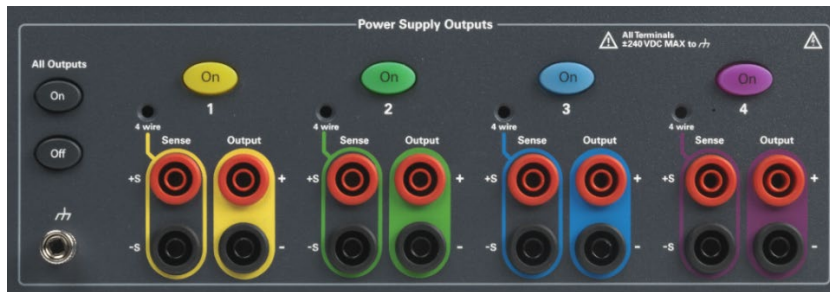 Power Supply Outputs
All Terminals
±240 VDC MAX to
All Outputs
On
Off
On
1
4 wire
Sense
Output
+S
+
-S
-
On
2
4 wire
Sense
Output
+S
+
-S
-
On
3
4 wire
Sense
Output
+S
+
-S
-
On
4
4 wire
Sense
Output
+S
+
-S
-